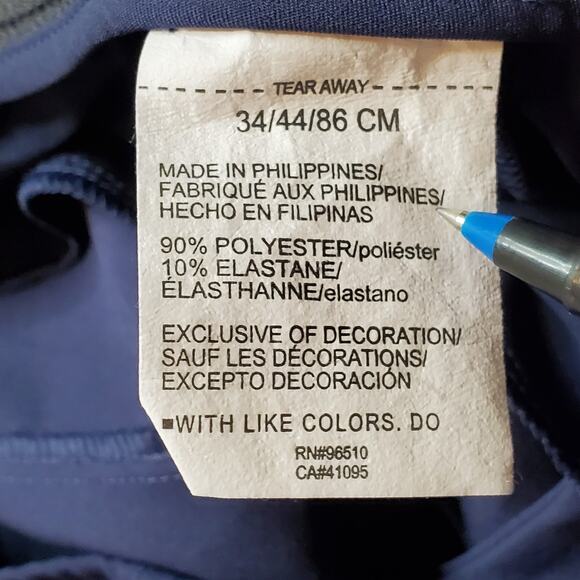 TEAR AWAY
34/44/86 CM
MADE IN PHILIPPINES/
FABRIQUÉ AUX PHILIPPINES/
HECHO EN FILIPINAS
90% POLYESTER/poliéster
10% ELASTANE/
ÉLASTHANNE/elastano
EXCLUSIVE OF DECORATION/
SAUF LES DÉCORATIONS/
EXCEPTO DECORACIÓN
▪WITH LIKE COLORS. DO
RN#96510
CA#41095